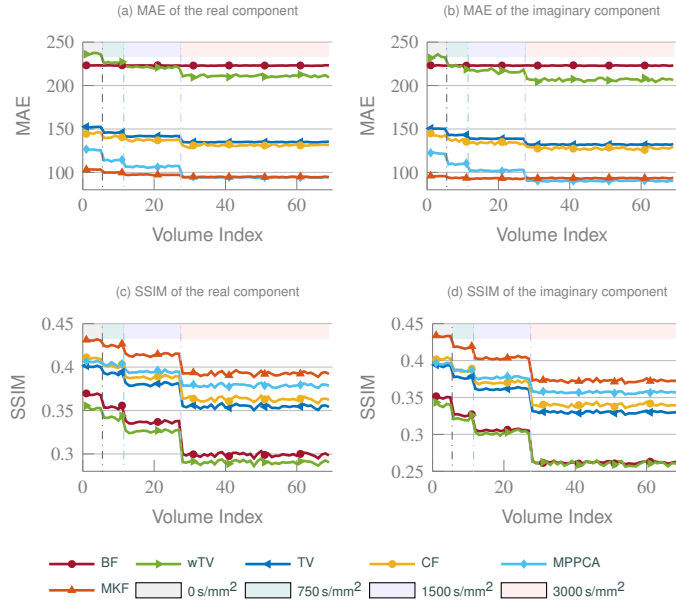 (a) MAE of the real component
(b) MAE of the imaginary component
250
200
150
100
MAE
0 20 40 60
Volume Index
250
200
150
100
MAE
0 20 40 60
Volume Index
(c) SSIM of the real component
(d) SSIM of the imaginary component
0.45
0.4
0.35
0.3
SSIM
0 20 40 60
Volume Index
0.45
0.4
0.35
0.3
0.25
SSIM
0 20 40 60
Volume Index
BF wTV TV CF MPPCA
MKF 0 s/mm² 750 s/mm² 1500 s/mm² 3000 s/mm²